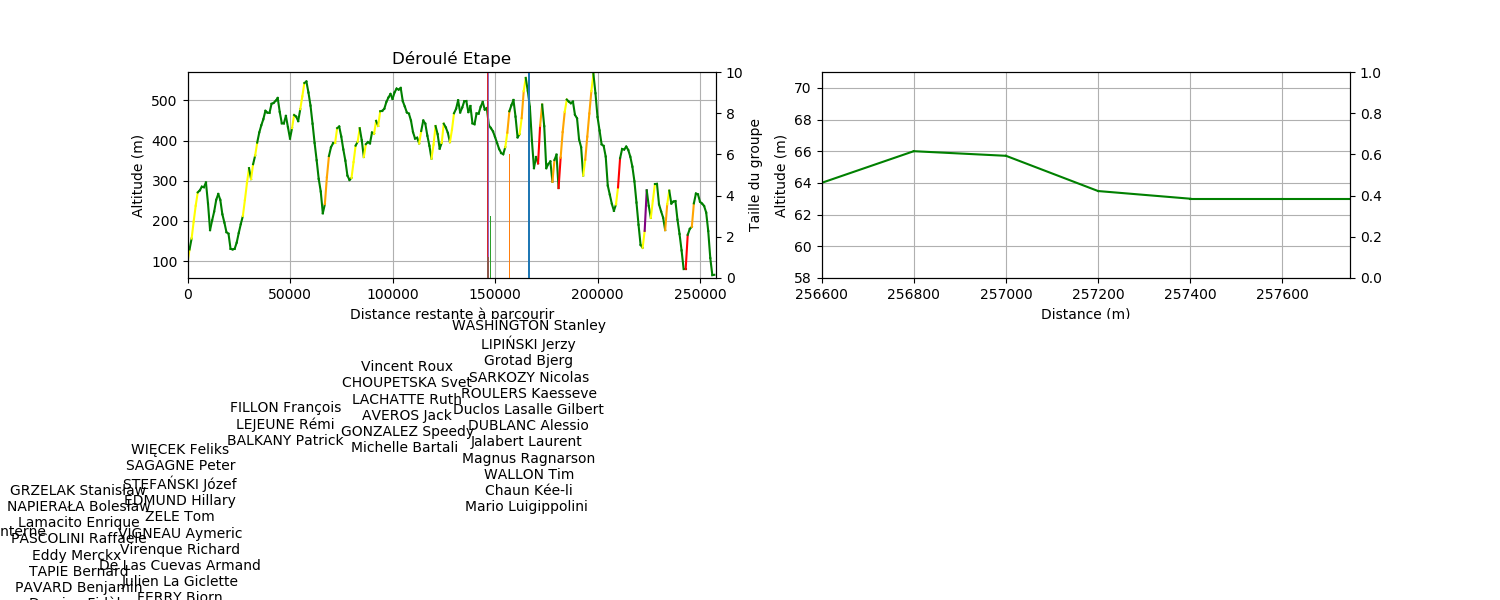 Déroulé Etape
500
400
300
200
100
Altitude (m)
10
8
6
4
2
0
Taille du groupe
0
50000
100000
150000
200000
250000
Distance restante à parcourir
70
68
66
64
62
60
58
Altitude (m)
1.0
0.8
0.6
0.4
0.2
0.0
256600
256800
257000
257200
257400
257600
Distance (m)
WASHINGTON Stanley
LIPIŃSKI Jerzy
Grotad Bjerg
SARKOZY Nicolas
ROULERS Kaesseve
Duclos Lasalle Gilbert
DUBLANC Alessio
Jalabert Laurent
Magnus Ragnarson
WALLON Tim
Chaun Kée-li
Mario Luigippolini
Vincent Roux
CHOUPETSKA Svet
LACHATTE Ruth
AVEROS Jack
GONZALEZ Speedy
Michelle Bartali
FILLON François
LEJEUNE Rémi
BALKANY Patrick
WIĘCEK Feliks
SAGAGNE Peter
STEFAŃSKI Józef
EDMUND Hillary
ZELE Tom
VIGNEAU Aymeric
Virenque Richard
De Las Cuevas Armand
Julien La Giclette
FERRY Bjorn
GRZELAK Stanisław
NAPIERAŁA Bolesław
Lamacito Enrique
PASCOLINI Raffaele
Eddy Merckx
TAPIE Bernard
PAVARD Benjamin